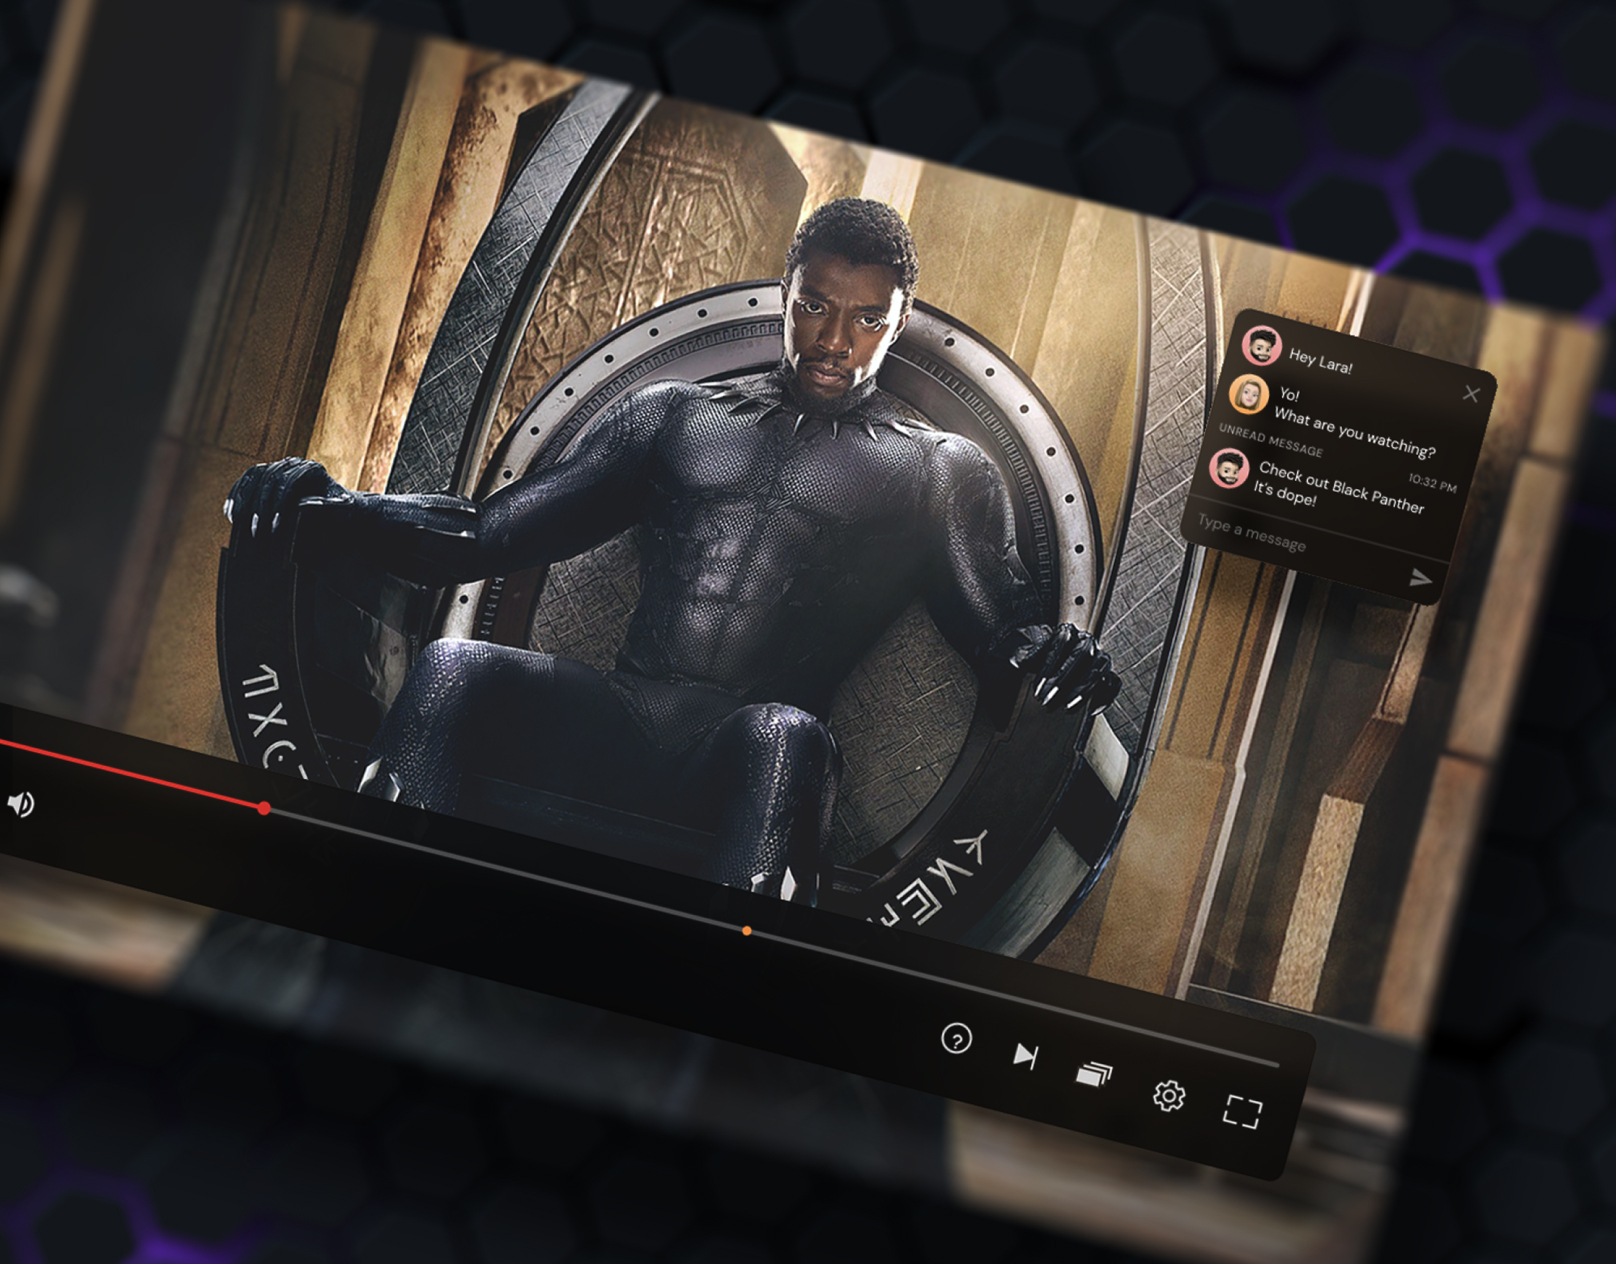 Hey Lara!
Yo!
What are you watching?
UNREAD MESSAGE
10:32 PM
Check out Black Panther
It's dope!
Type a message
?